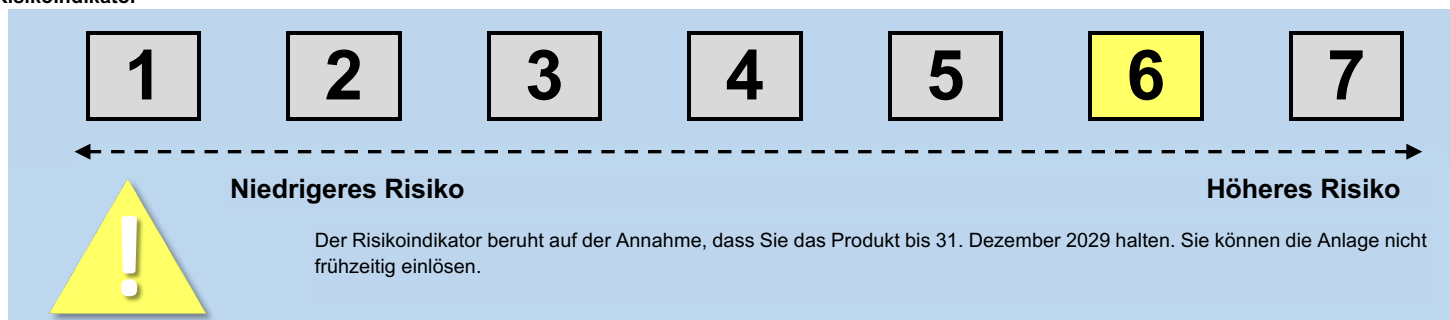 Risikoindikator
1 2 3 4 5 6 7
Niedrigeres Risiko Höheres Risiko
!
Der Risikoindikator beruht auf der Annahme, dass Sie das Produkt bis 31. Dezember 2029 halten. Sie können die Anlage nicht
frühzeitig einlösen.